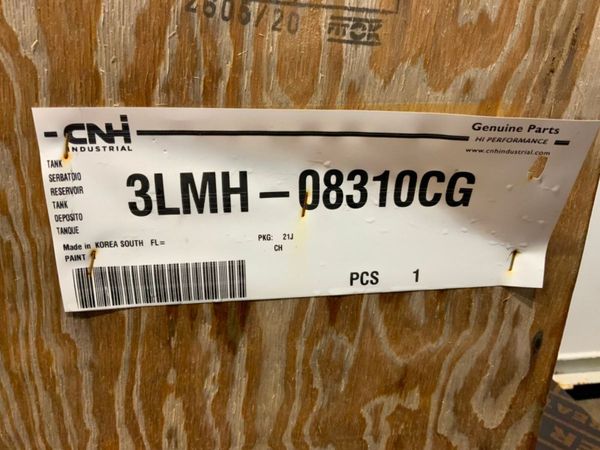 2606/20
CNH
INDUSTRIAL
Genuine Parts
HI PERFORMANCE
www.cnhindustrial.com
TANK
SERBATOIO
RESERVOIR
TANK
DEPOSITO
TANQUE
3LMH-08310CG
Made in KOREA SOUTH FL=
PAINT
PKG: 21J
CH
PCS 1